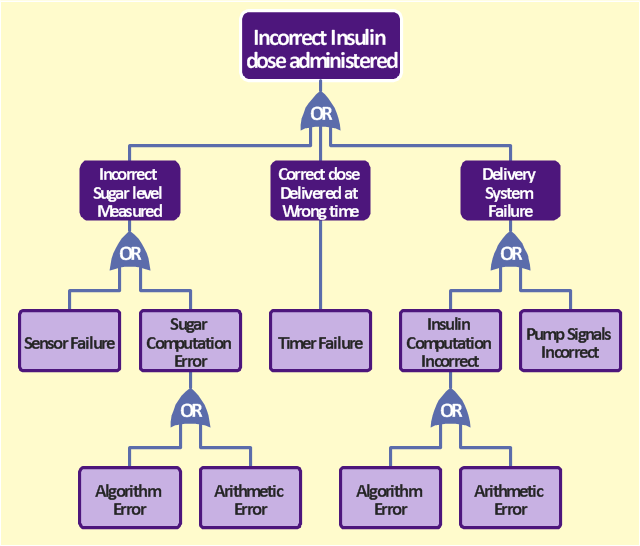 Incorrect Insulin
dose administered
OR
Incorrect
Sugar level
Measured
Correct dose
Delivered at
Wrong time
Delivery
System
Failure
OR
OR
Sensor Failure
Sugar
Computation
Error
Timer Failure
Insulin
Computation
Incorrect
Pump Signals
Incorrect
OR
OR
Algorithm
Error
Arithmetic
Error
Algorithm
Error
Arithmetic
Error